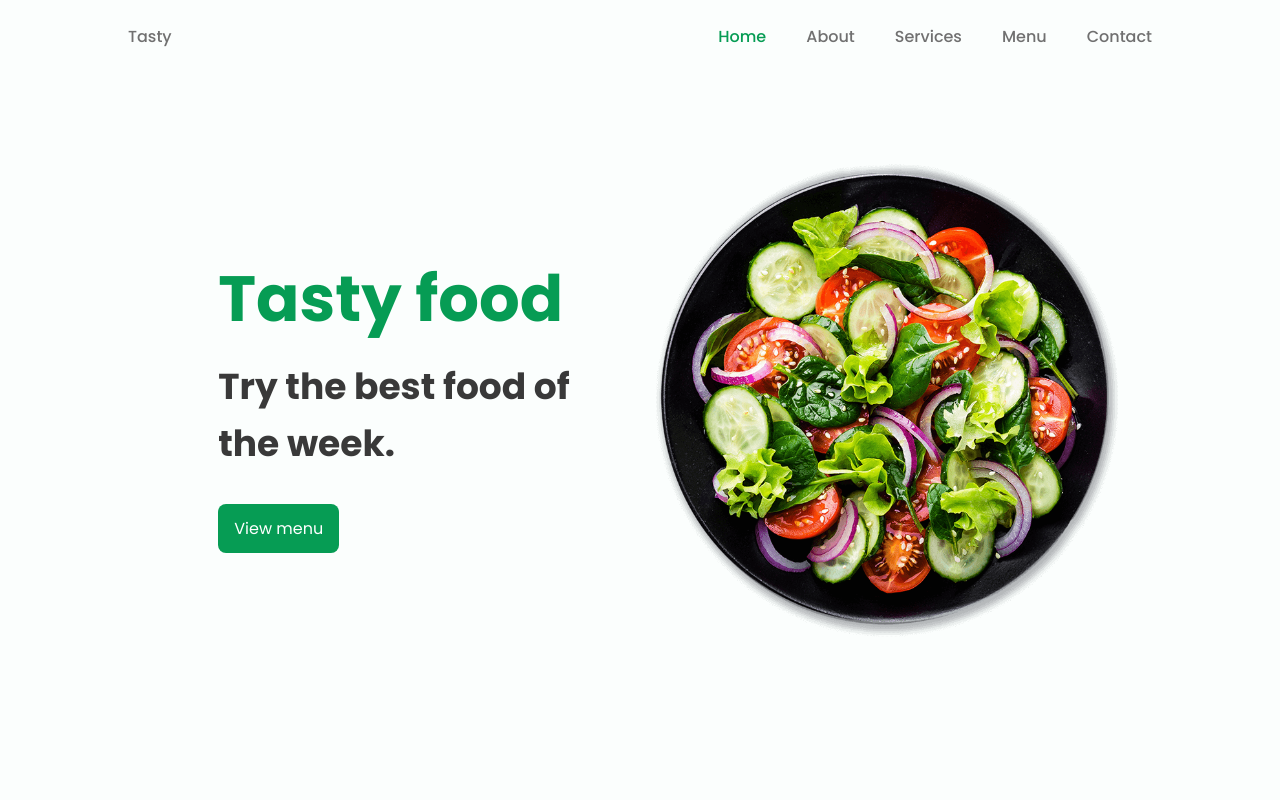 Tasty
Home About Services Menu Contact
Tasty food
Try the best food of
the week.
View menu